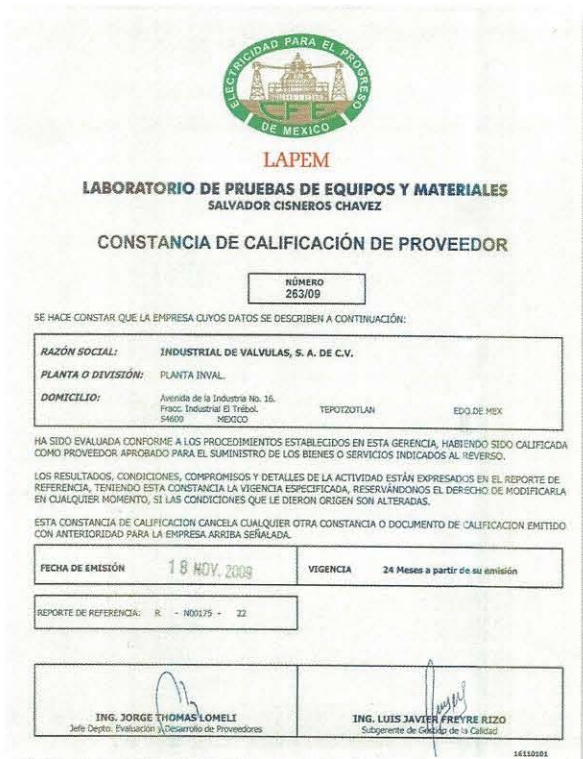 ELECTRICIDAD PARA EL PROGRESO
CFE
DE MEXICO
LAPEM
LABORATORIO DE PRUEBAS DE EQUIPOS Y MATERIALES
SALVADOR CISNEROS CHAVEZ
CONSTANCIA DE CALIFICACIÓN DE PROVEEDOR
NÚMERO
263/09
SE HACE CONSTAR QUE LA EMPRESA CUYOS DATOS SE DESCRIBEN A CONTINUACIÓN:
RAZÓN SOCIAL: INDUSTRIAL DE VALVULAS, S. A. DE C.V.
PLANTA O DIVISIÓN: PLANTA INVAL.
DOMICILIO: Avenida de la Industria No. 16.
Fracc. Industrial El Trébol. TEPOTZOTLAN EDO.DE MEX
54600 MEXICO
HA SIDO EVALUADA CONFORME A LOS PROCEDIMIENTOS ESTABLECIDOS EN ESTA GERENCIA, HABIENDO SIDO CALIFICADA
COMO PROVEEDOR APROBADO PARA EL SUMINISTRO DE LOS BIENES O SERVICIOS INDICADOS AL REVERSO.
LOS RESULTADOS, CONDICIONES, COMPROMISOS Y DETALLES DE LA ACTIVIDAD ESTÁN EXPRESADOS EN EL REPORTE DE
REFERENCIA, TENIENDO ESTA CONSTANCIA LA VIGENCIA ESPECIFICADA, RESERVÁNDONOS EL DERECHO DE MODIFICARLA
EN CUALQUIER MOMENTO, SI LAS CONDICIONES QUE LE DIERON ORIGEN SON ALTERADAS.
ESTA CONSTANCIA DE CALIFICACION CANCELA CUALQUIER OTRA CONSTANCIA O DOCUMENTO DE CALIFICACION EMITIDO
CON ANTERIORIDAD PARA LA EMPRESA ARRIBA SEÑALADA.
FECHA DE EMISIÓN 18 NOV. 2009 VIGENCIA 24 Meses a partir de su emisión
REPORTE DE REFERENCIA: R - N00175 - 22
ING. JORGE THOMAS LOMELI
Jefe Depto. Evaluación y Desarrollo de Proveedores
ING. LUIS JAVIER FREYRE RIZO
Subgerente de Gestión de la Calidad
16110101